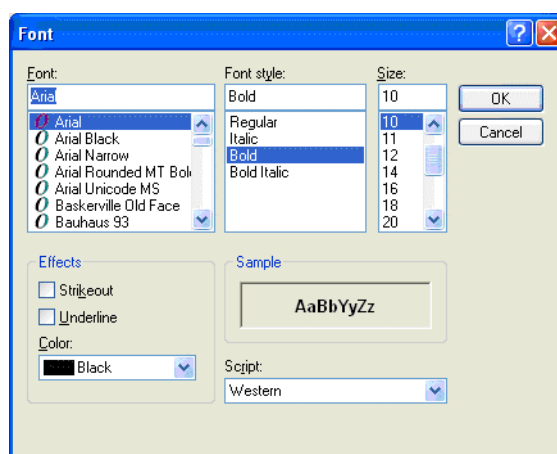 Font
Font:
Font style:
Size:
Arial
Bold
10
OK
Cancel
Arial
Arial Black
Arial Narrow
Arial Rounded MT Bol
Arial Unicode MS
Baskerville Old Face
Bauhaus 93
Regular
Italic
Bold
Bold Italic
10
11
12
14
16
18
20
Effects
Strikeout
Underline
Color:
Black
Sample
AaBbYyZz
Script:
Western